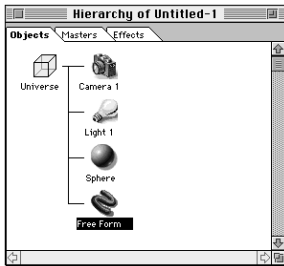 Hierarchy of Untitled-1
Objects Masters Effects
Universe Camera 1
Light 1
Sphere
Free Form